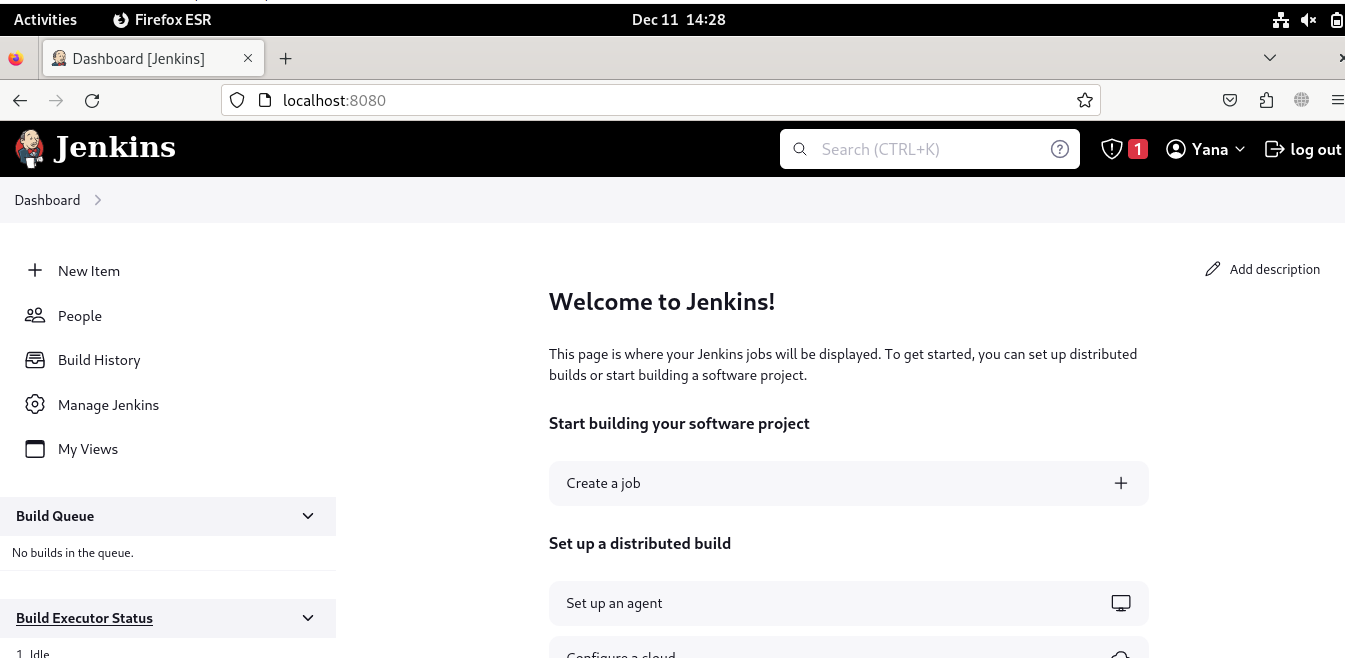 Activities
Firefox ESR
Dec 11 14:28
Dashboard [Jenkins]
localhost:8080
Jenkins
Search (CTRL+K)
1
Yana
log out
Dashboard
New Item
People
Build History
Manage Jenkins
My Views
Build Queue
No builds in the queue.
Build Executor Status
1 Idle
Add description
Welcome to Jenkins!
This page is where your Jenkins jobs will be displayed. To get started, you can set up distributed
builds or start building a software project.
Start building your software project
Create a job
Set up a distributed build
Set up an agent
Configure a cloud